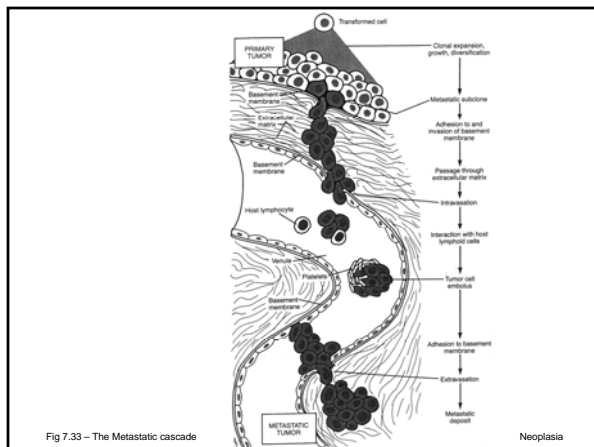 Transformed cell
PRIMARY
TUMOR
Basement
membrane
Extracellular
matrix
Basement
membrane
Host lymphocyte
Venule
Platelets
Basement
membrane
METASTATIC
TUMOR
Clonal expansion,
growth, diversification
Metastatic subclone
Adhesion to and
invasion of basement
membrane
Passage through
extracellular matrix
Intravasation
Interaction with host
lymphoid cells
Tumor cell
embolus
Adhesion to basement
membrane
Extravasation
Metastatic
deposit
Fig 7.33 – The Metastatic cascade
Neoplasia